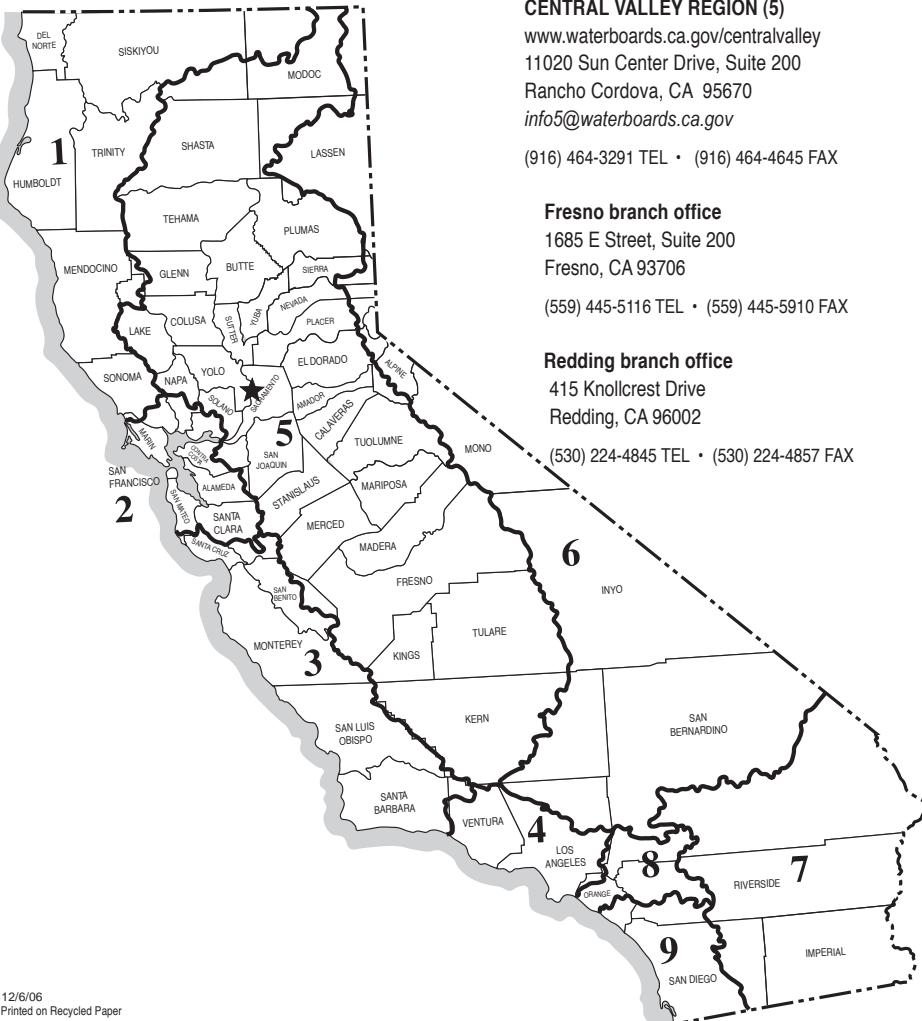 CENTRAL VALLEY REGION (5)
www.waterboards.ca.gov/centralvalley
11020 Sun Center Drive, Suite 200
Rancho Cordova, CA 95670
info5@waterboards.ca.gov
(916) 464-3291 TEL • (916) 464-4645 FAX
Fresno branch office
1685 E Street, Suite 200
Fresno, CA 93706
(559) 445-5116 TEL • (559) 445-5910 FAX
Redding branch office
415 Knollcrest Drive
Redding, CA 96002
(530) 224-4845 TEL • (530) 224-4857 FAX
DEL
NORTE
SISKIYOU
MODOC
1
TRINITY
SHASTA
LASSEN
HUMBOLDT
TEHAMA
PLUMAS
MENDOCINO
GLENN
BUTTE
SIERRA
LAKE
COLUSA
SUTTER
YUBA
NEVADA
PLACER
SONOMA
NAPA
YOLO
EL DORADO
ALPINE
SOLANO
SACRAMENTO
AMADOR
CALAVERAS
MARIN
CONTRA
COSTA
5
SAN
JOAQUIN
TUOLUMNE
MONO
SAN
FRANCISCO
2
ALAMEDA
SAN MATEO
SANTA
CLARA
STANISLAUS
MARIPOSA
SANTA CRUZ
MERCED
MADERA
6
SAN
BENITO
FRESNO
INYO
MONTEREY
3
KINGS
TULARE
SAN LUIS
OBISPO
KERN
SAN
BERNARDINO
SANTA
BARBARA
VENTURA
4
LOS
ANGELES
8
RIVERSIDE
7
ORANGE
9
SAN DIEGO
IMPERIAL
12/6/06
Printed on Recycled Paper